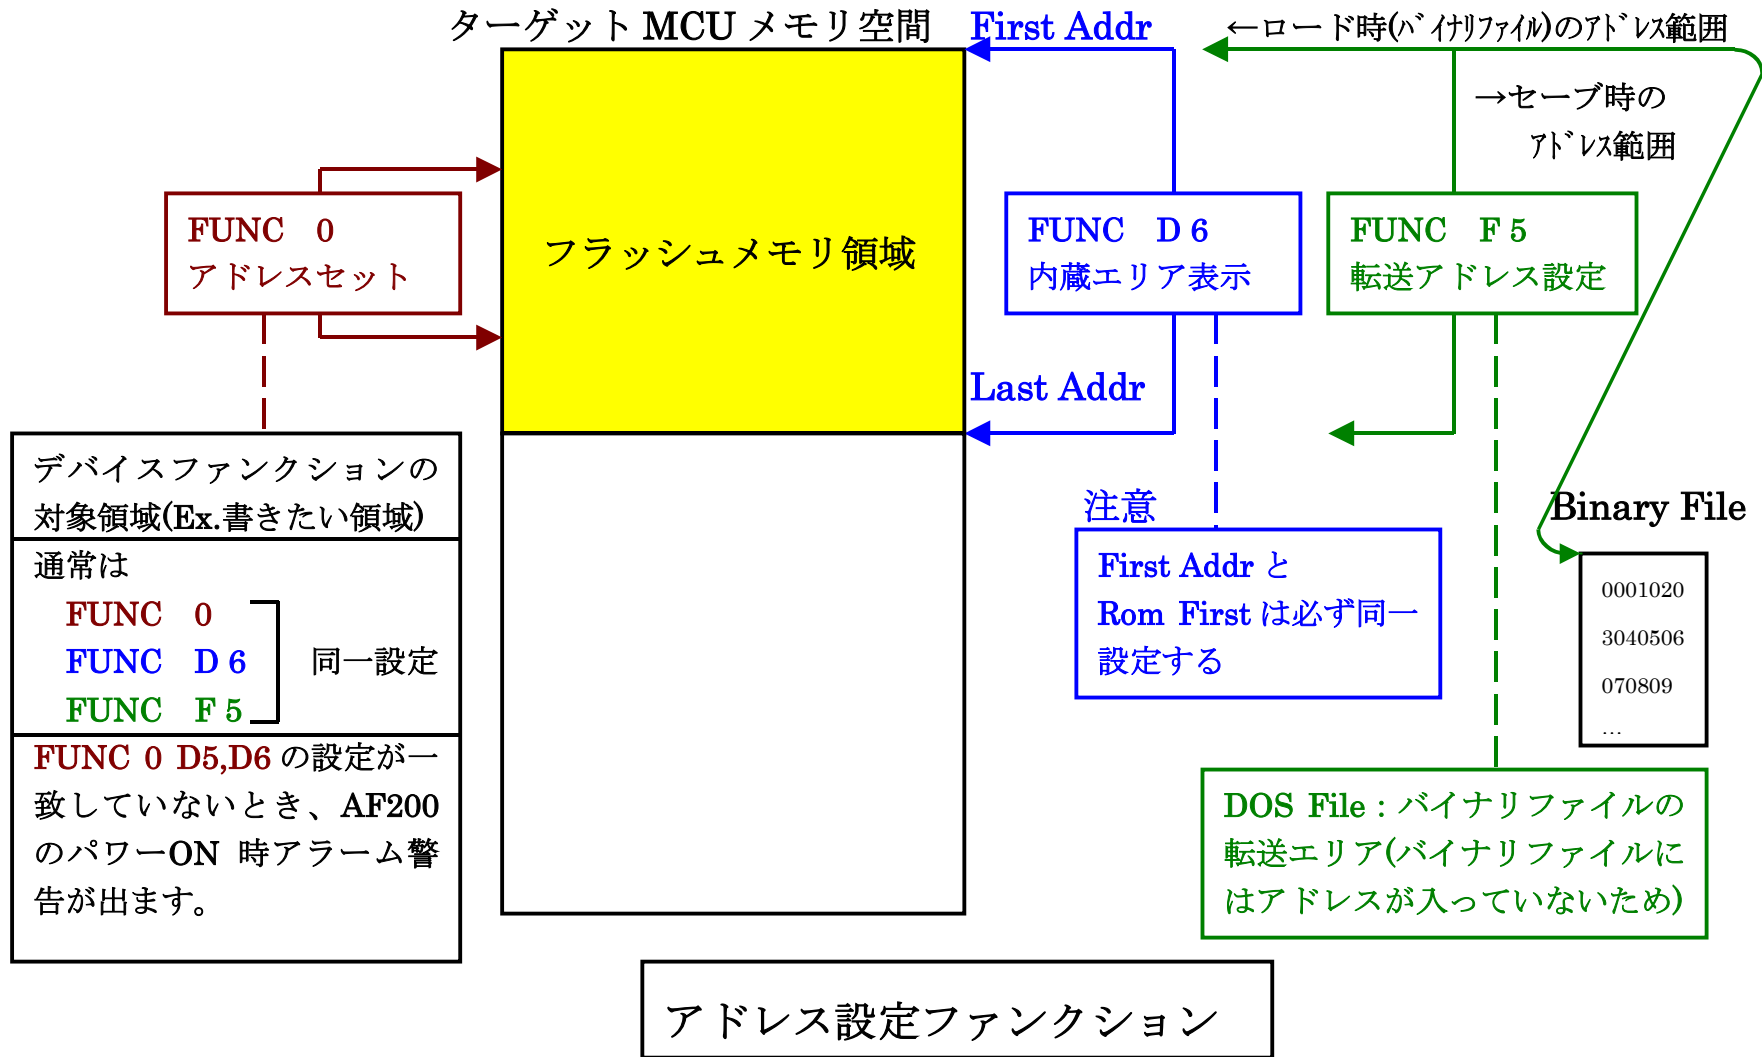 ターゲット MCU メモリ空間
First Addr
←ロード時(ﾊﾞｲﾅﾘﾌｧｲﾙ)のｱﾄﾞﾚｽ範囲
→セーブ時の
ｱﾄﾞﾚｽ範囲
FUNC 0
アドレスセット
フラッシュメモリ領域
FUNC D 6
内蔵エリア表示
FUNC F 5
転送アドレス設定
Last Addr
デバイスファンクションの
対象領域(Ex.書きたい領域)
通常は
FUNC 0
FUNC D 6
FUNC F 5
同一設定
FUNC 0 D5,D6 の設定が一
致していないとき、AF200
のパワーON 時アラーム警
告が出ます。
注意
First Addr と
Rom First は必ず同一
設定する
Binary File
0001020
3040506
070809
…
DOS File : バイナリファイルの
転送エリア(バイナリファイルに
はアドレスが入っていないため)
アドレス設定ファンクション